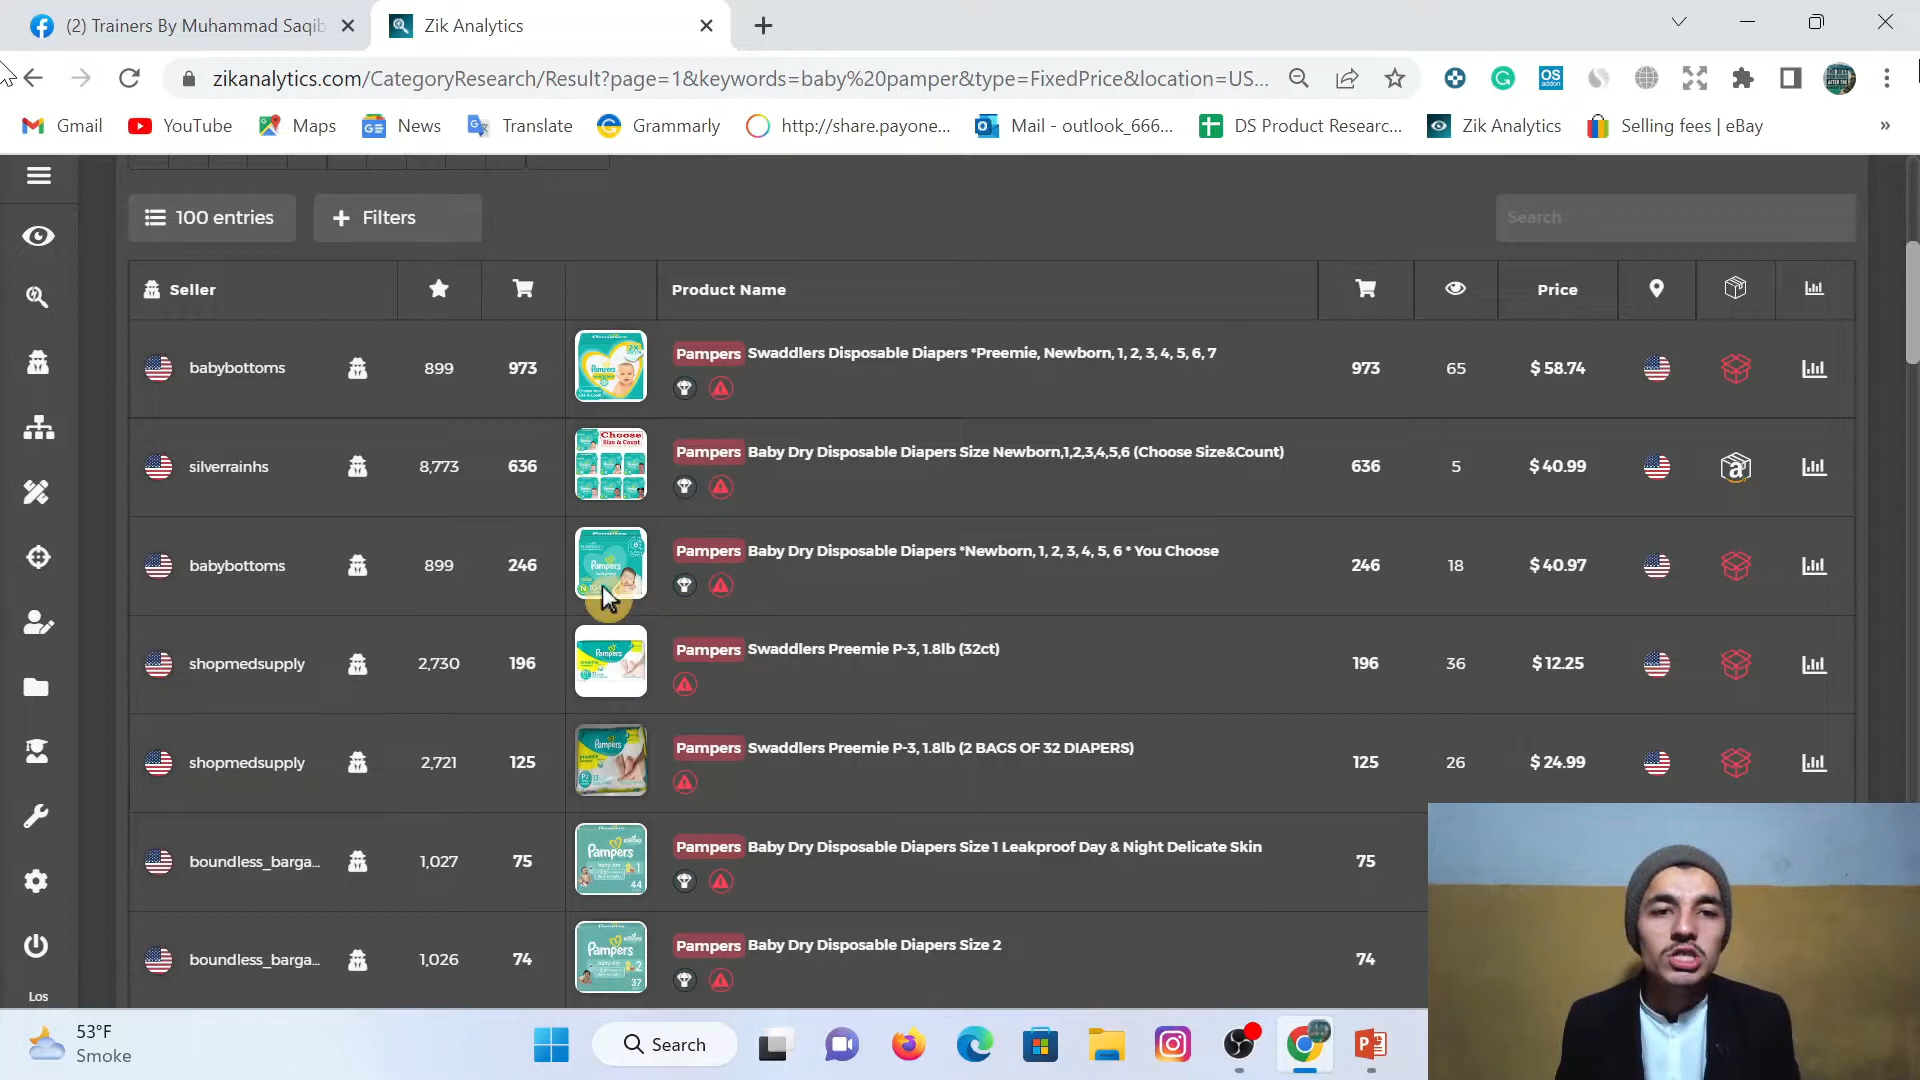 (2) Trainers By Muhammad Saqib
Zik Analytics
zikanalytics.com/CategoryResearch/Result?page=1&keywords=baby%20pamper&type=FixedPrice&location=US...
OS addon
Gmail YouTube Maps News Translate Grammarly http://share.payone... Mail - outlook_666... DS Product Researc... Zik Analytics Selling fees | eBay »
100 entries
Filters
Search
Seller Product Name Price
babybottoms 899 973 Pampers Swaddlers Disposable Diapers *Preemie, Newborn, 1, 2, 3, 4, 5, 6, 7 973 65 $ 58.74
silverrainhs 8,773 636 Pampers Baby Dry Disposable Diapers Size Newborn,1,2,3,4,5,6 (Choose Size&Count) 636 5 $ 40.99
Choose
Size & Count
babybottoms 899 246 Pampers Baby Dry Disposable Diapers *Newborn, 1, 2, 3, 4, 5, 6 * You Choose 246 18 $ 40.97
shopmedsupply 2,730 196 Pampers Swaddlers Preemie P-3, 1.8lb (32ct) 196 36 $ 12.25
shopmedsupply 2,721 125 Pampers Swaddlers Preemie P-3, 1.8lb (2 BAGS OF 32 DIAPERS) 125 26 $ 24.99
boundless_barga... 1,027 75 Pampers Baby Dry Disposable Diapers Size 1 Leakproof Day & Night Delicate Skin 75
boundless_barga... 1,026 74 Pampers Baby Dry Disposable Diapers Size 2 74
Los
53°F
Smoke
Search